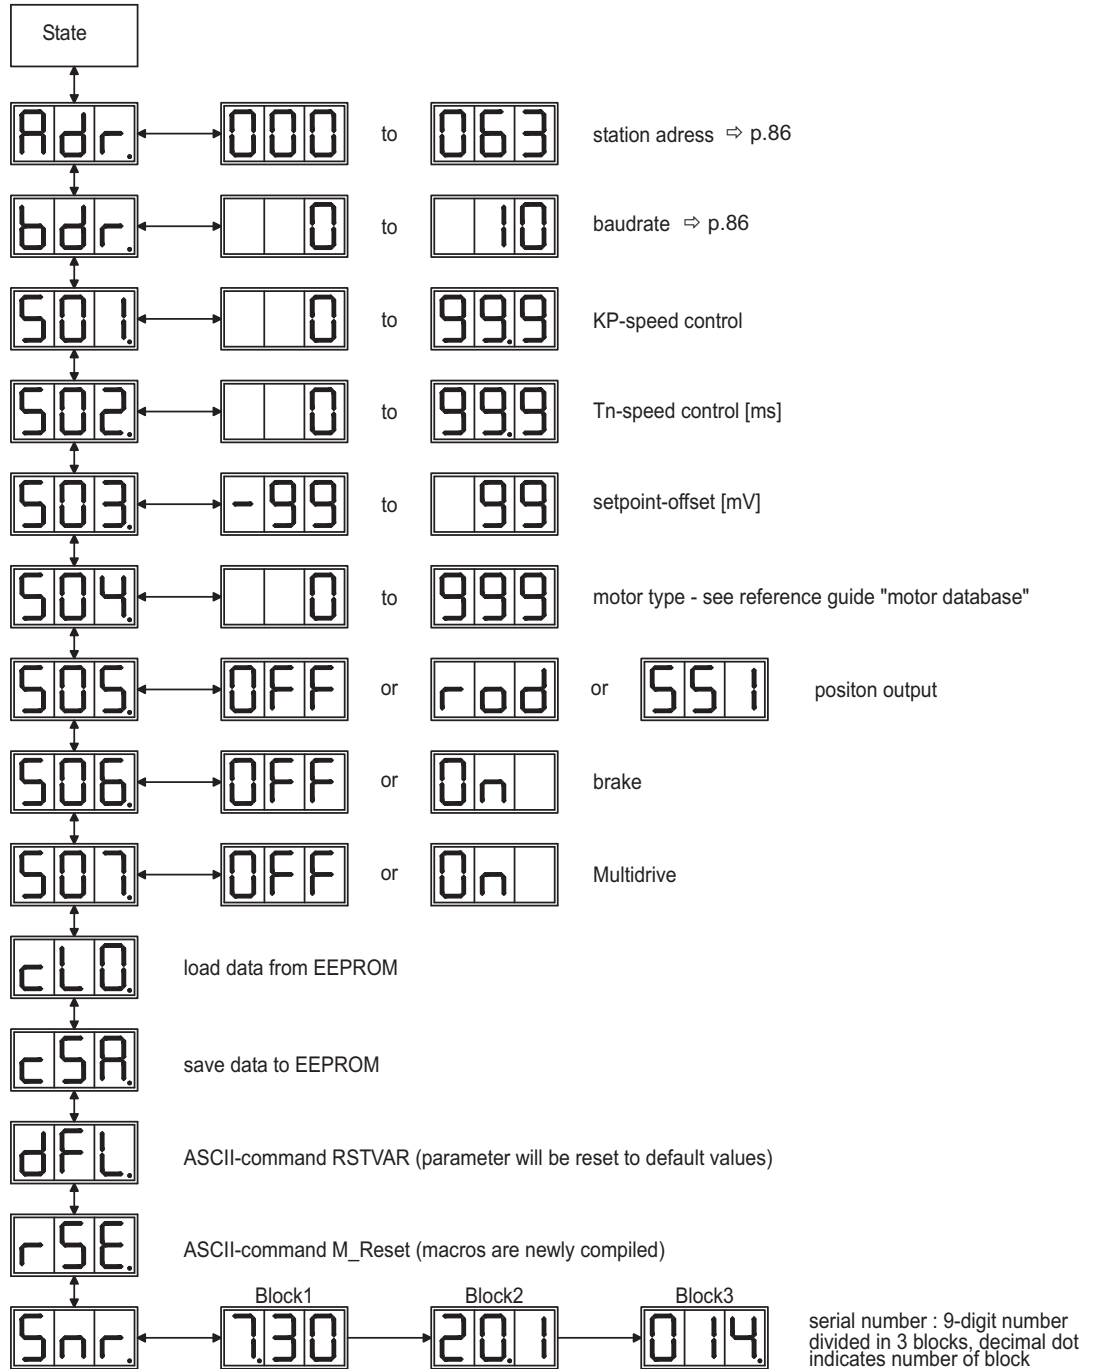 State
Adr. 000 to 063 station adress ⇨ p.86
bdr. 0 to 10 baudrate ⇨ p.86
S01. 0 to 99.9 KP-speed control
S02. 0 to 99.9 Tn-speed control [ms]
S03. -99 to 99 setpoint-offset [mV]
S04. 0 to 999 motor type - see reference guide "motor database"
S05. OFF or rod or SSI positon output
S06. OFF or On brake
S07. OFF or On Multidrive
cLO. load data from EEPROM
cSA. save data to EEPROM
dFL. ASCII-command RSTVAR (parameter will be reset to default values)
rSE. ASCII-command M_Reset (macros are newly compiled)
Block1 Block2 Block3
Snr. 7.30 20.1 014. serial number : 9-digit number
divided in 3 blocks, decimal dot
indicates number of block